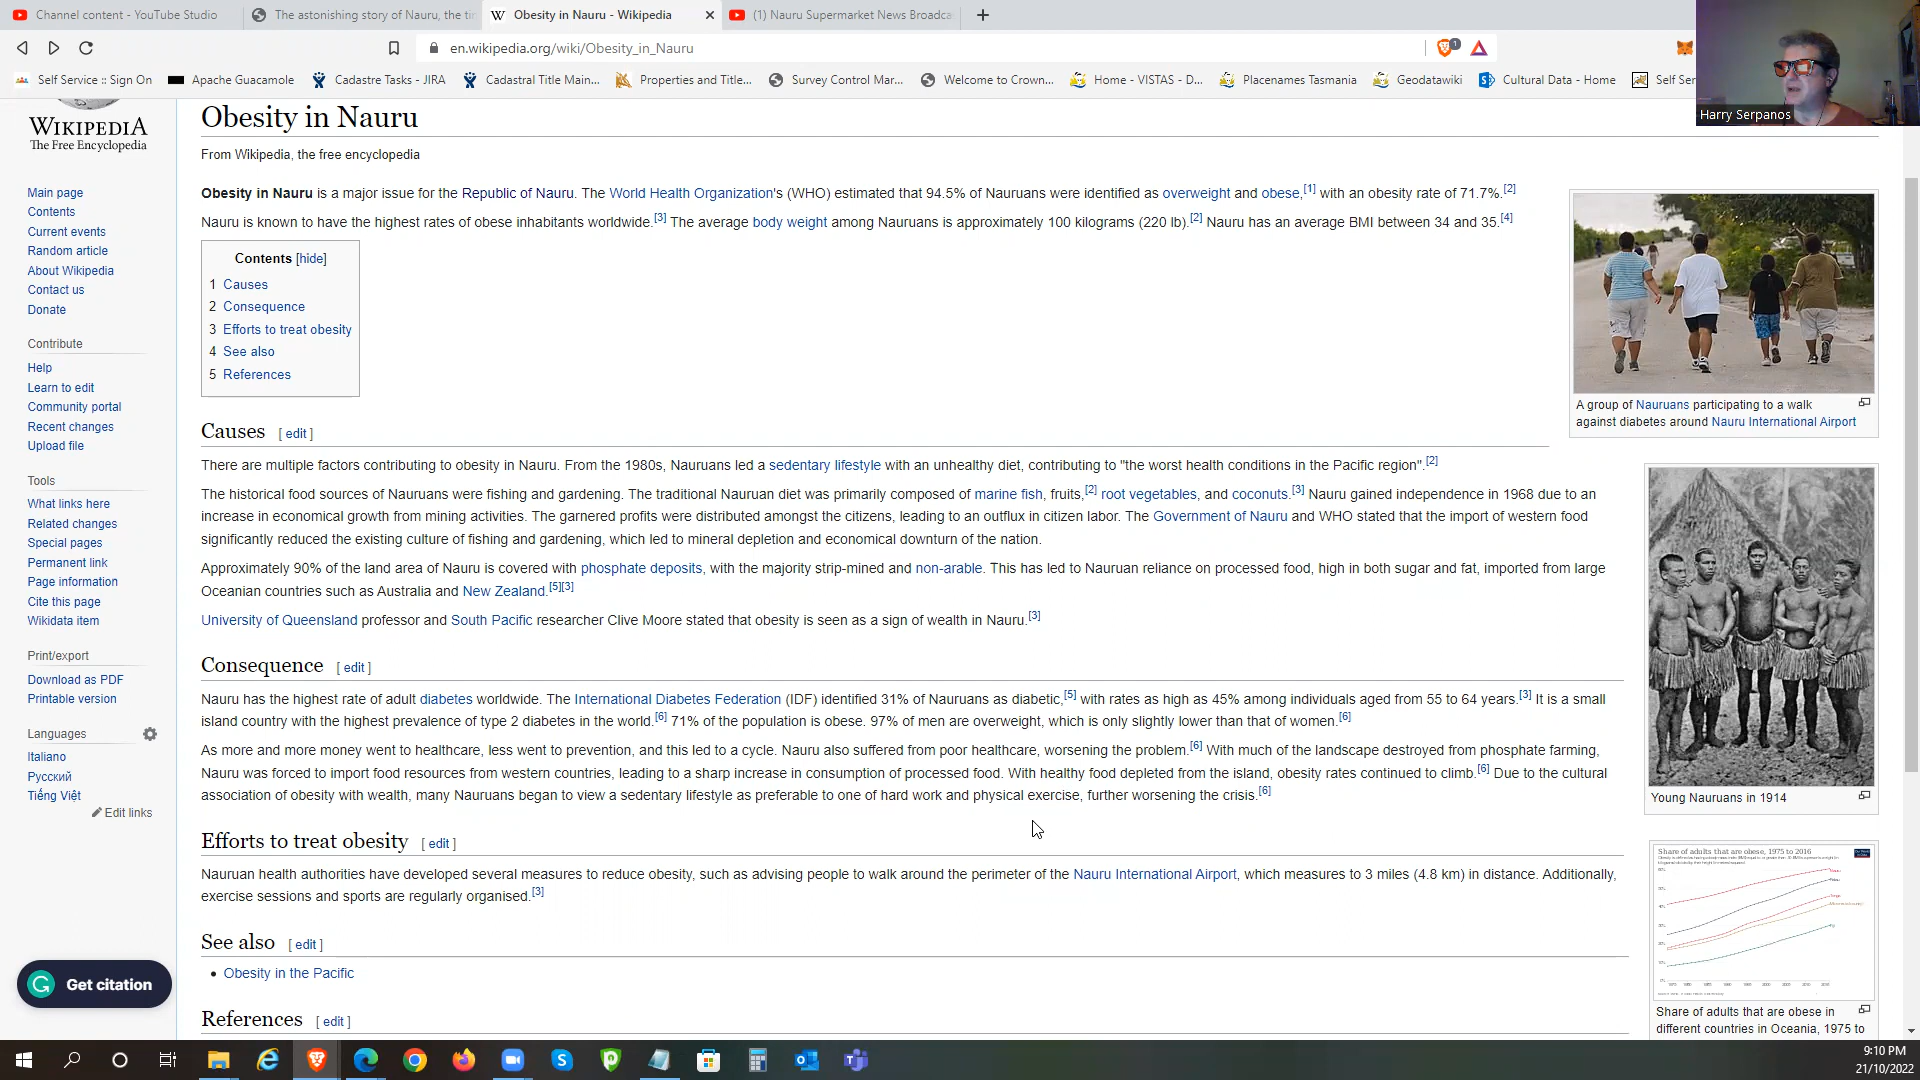 Channel content - YouTube Studio
The astonishing story of Nauru, the tin
Obesity in Nauru - Wikipedia
(1) Nauru Supermarket News Broadca
en.wikipedia.org/wiki/Obesity_in_Nauru
Self Service :: Sign On
Apache Guacamole
Cadastre Tasks - JIRA
Cadastral Title Main...
Properties and Title...
Survey Control Mar...
Welcome to Crown...
Home - VISTAS - D...
Placenames Tasmania
Geodatawiki
Cultural Data - Home
Self Ser
Harry Serpanos
WIKIPEDIA
The Free Encyclopedia
Main page
Contents
Current events
Random article
About Wikipedia
Contact us
Donate
Contribute
Help
Learn to edit
Community portal
Recent changes
Upload file
Tools
What links here
Related changes
Special pages
Permanent link
Page information
Cite this page
Wikidata item
Print/export
Download as PDF
Printable version
Languages
Italiano
Русский
Tiếng Việt
Edit links
Get citation
Obesity in Nauru
From Wikipedia, the free encyclopedia
Obesity in Nauru is a major issue for the Republic of Nauru. The World Health Organization's (WHO) estimated that 94.5% of Nauruans were identified as overweight and obese,[1] with an obesity rate of 71.7%.[2]
Nauru is known to have the highest rates of obese inhabitants worldwide.[3] The average body weight among Nauruans is approximately 100 kilograms (220 lb).[2] Nauru has an average BMI between 34 and 35.[4]
Contents [hide]
1 Causes
2 Consequence
3 Efforts to treat obesity
4 See also
5 References
Causes [ edit ]
There are multiple factors contributing to obesity in Nauru. From the 1980s, Nauruans led a sedentary lifestyle with an unhealthy diet, contributing to "the worst health conditions in the Pacific region".[2]
The historical food sources of Nauruans were fishing and gardening. The traditional Nauruan diet was primarily composed of marine fish, fruits,[2] root vegetables, and coconuts.[3] Nauru gained independence in 1968 due to an
increase in economical growth from mining activities. The garnered profits were distributed amongst the citizens, leading to an outflux in citizen labor. The Government of Nauru and WHO stated that the import of western food
significantly reduced the existing culture of fishing and gardening, which led to mineral depletion and economical downturn of the nation.
Approximately 90% of the land area of Nauru is covered with phosphate deposits, with the majority strip-mined and non-arable. This has led to Nauruan reliance on processed food, high in both sugar and fat, imported from large
Oceanian countries such as Australia and New Zealand.[5][3]
University of Queensland professor and South Pacific researcher Clive Moore stated that obesity is seen as a sign of wealth in Nauru.[3]
Consequence [ edit ]
Nauru has the highest rate of adult diabetes worldwide. The International Diabetes Federation (IDF) identified 31% of Nauruans as diabetic,[5] with rates as high as 45% among individuals aged from 55 to 64 years.[3] It is a small
island country with the highest prevalence of type 2 diabetes in the world.[6] 71% of the population is obese. 97% of men are overweight, which is only slightly lower than that of women.[6]
As more and more money went to healthcare, less went to prevention, and this led to a cycle. Nauru also suffered from poor healthcare, worsening the problem.[6] With much of the landscape destroyed from phosphate farming,
Nauru was forced to import food resources from western countries, leading to a sharp increase in consumption of processed food. With healthy food depleted from the island, obesity rates continued to climb.[6] Due to the cultural
association of obesity with wealth, many Nauruans began to view a sedentary lifestyle as preferable to one of hard work and physical exercise, further worsening the crisis.[6]
Efforts to treat obesity [ edit ]
Nauruan health authorities have developed several measures to reduce obesity, such as advising people to walk around the perimeter of the Nauru International Airport, which measures to 3 miles (4.8 km) in distance. Additionally,
exercise sessions and sports are regularly organised.[3]
See also [ edit ]
• Obesity in the Pacific
References [ edit ]
A group of Nauruans participating to a walk
against diabetes around Nauru International Airport
Young Nauruans in 1914
Share of adults that are obese, 1975 to 2016
Share of adults that are obese in
different countries in Oceania, 1975 to
9:10 PM
21/10/2022